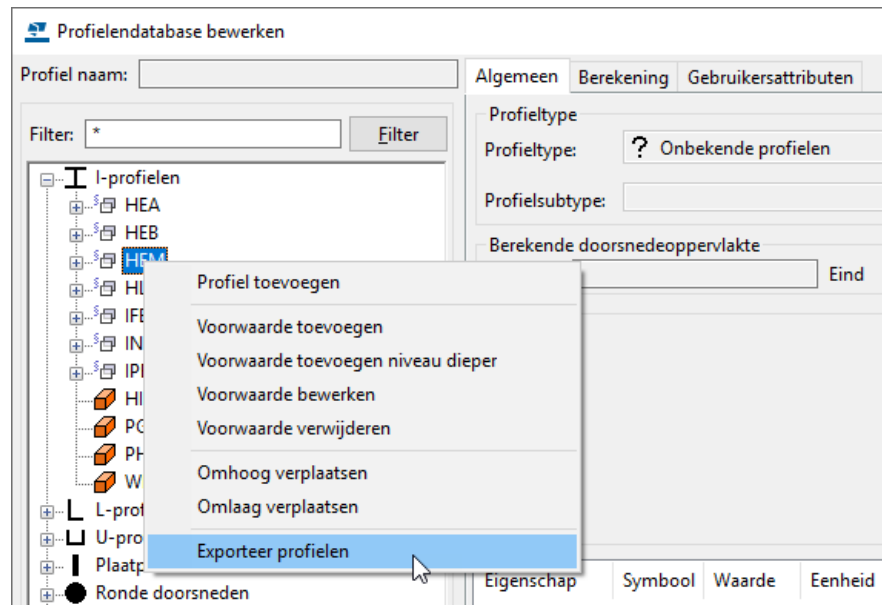 Profielendatabase bewerken
Profiel naam:
Filter: * Filter
I-profielen
HEA
HEB
HEM
Profiel toevoegen
Voorwaarde toevoegen
Voorwaarde toevoegen niveau dieper
Voorwaarde bewerken
Voorwaarde verwijderen
Omhoog verplaatsen
Omlaag verplaatsen
Exporteer profielen
Ronde doorsneden
Algemeen Berekening Gebruikersattributen
Profieltype
Profieltype: ? Onbekende profielen
Profielsubtype:
Berekende doorsnedeoppervlakte
Eind
Eigenschap Symbool Waarde Eenheid